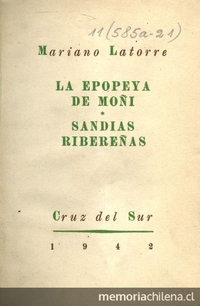 11(585a-21)
Mariano Latorre
LA EPOPEYA
DE MOÑI
SANDIAS
RIBEREÑAS
Cruz del Sur
1942
memoriachilena.cl